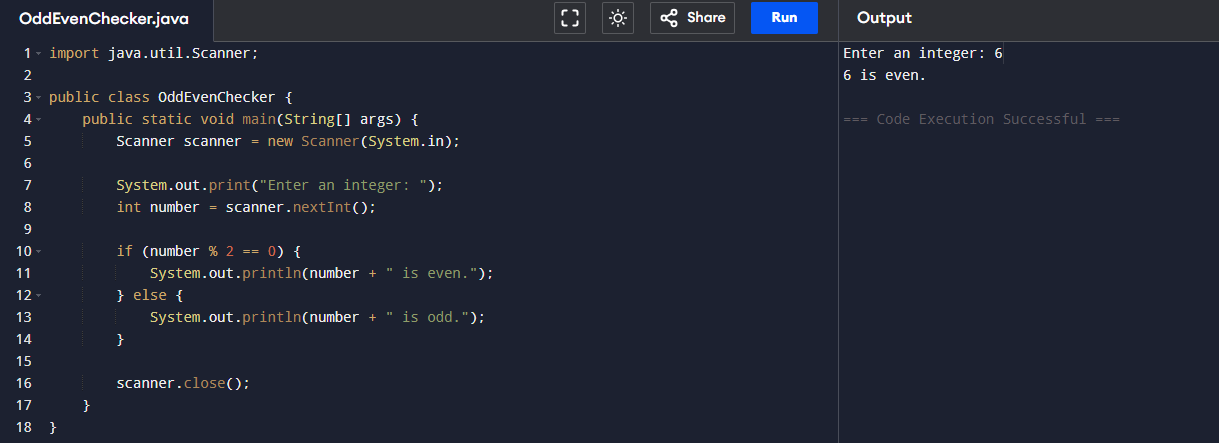 OddEvenChecker.java
Share
Run
Output
1 import java.util.Scanner;
2
3 public class OddEvenChecker {
4     public static void main(String[] args) {
5         Scanner scanner = new Scanner(System.in);
6
7         System.out.print("Enter an integer: ");
8         int number = scanner.nextInt();
9
10         if (number % 2 == 0) {
11             System.out.println(number + " is even.");
12         } else {
13             System.out.println(number + " is odd.");
14         }
15
16         scanner.close();
17     }
18 }
Enter an integer: 6
6 is even.
=== Code Execution Successful ===